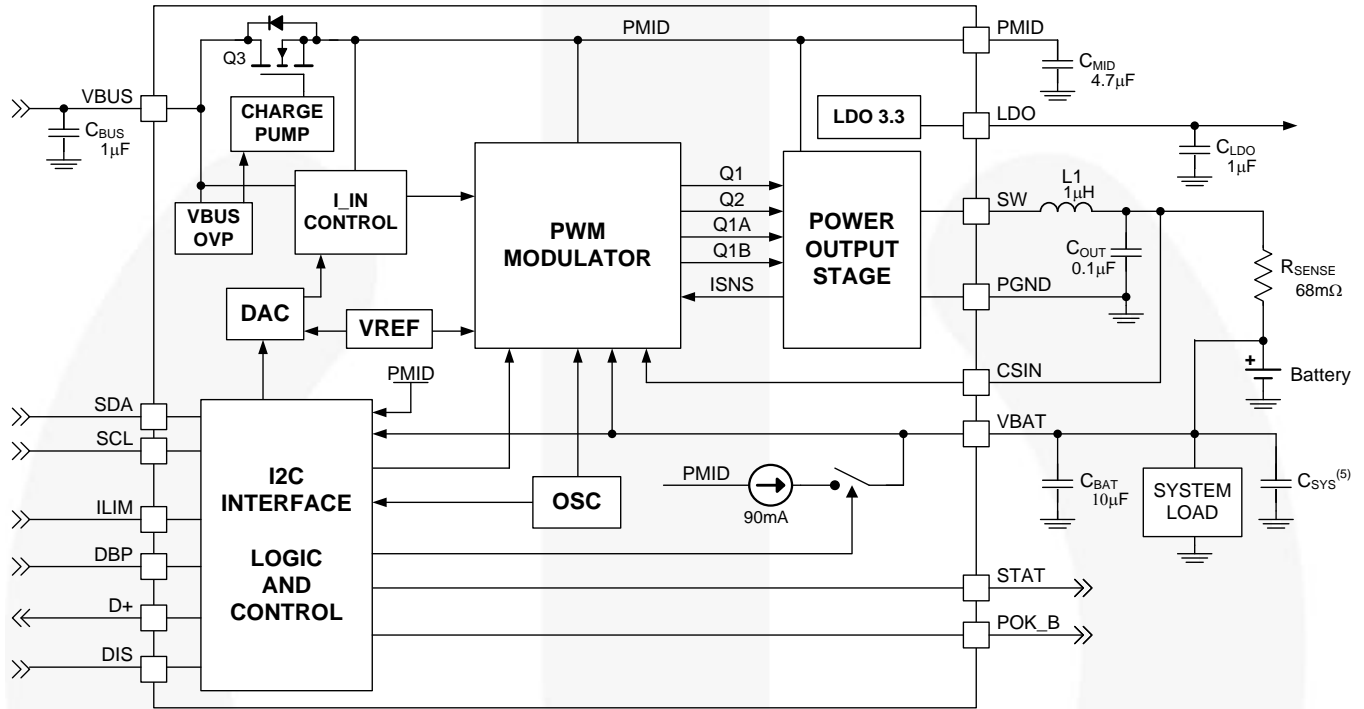 PMID
PMID
Q3
CMID
4.7µF
VBUS
CHARGE
PUMP
CBUS
1µF
LDO 3.3
LDO
CLDO
1µF
I_IN
CONTROL
VBUS
OVP
PWM
MODULATOR
Q1
Q2
Q1A
Q1B
ISNS
POWER
OUTPUT
STAGE
SW
L1
1µH
COUT
0.1µF
RSENSE
68mΩ
PGND
DAC
VREF
CSIN
+
Battery
PMID
SDA
SCL
VBAT
I2C
INTERFACE
LOGIC
AND
CONTROL
OSC
PMID
90mA
CBAT
10µF
SYSTEM
LOAD
CSYS(5)
ILIM
DBP
D+
DIS
STAT
POK_B